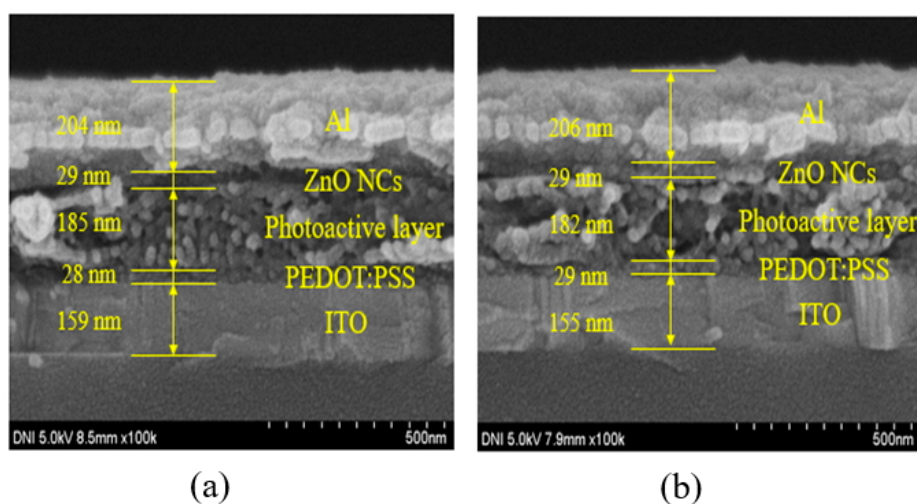 204 nm
Al
29 nm
ZnO NCs
185 nm
Photoactive layer
28 nm
PEDOT:PSS
159 nm
ITO
DNI 5.0kV 8.5mm x100k
500nm
(a)
206 nm
Al
29 nm
ZnO NCs
182 nm
Photoactive layer
29 nm
PEDOT:PSS
155 nm
ITO
DNI 5.0kV 7.9mm x100k
500nm
(b)